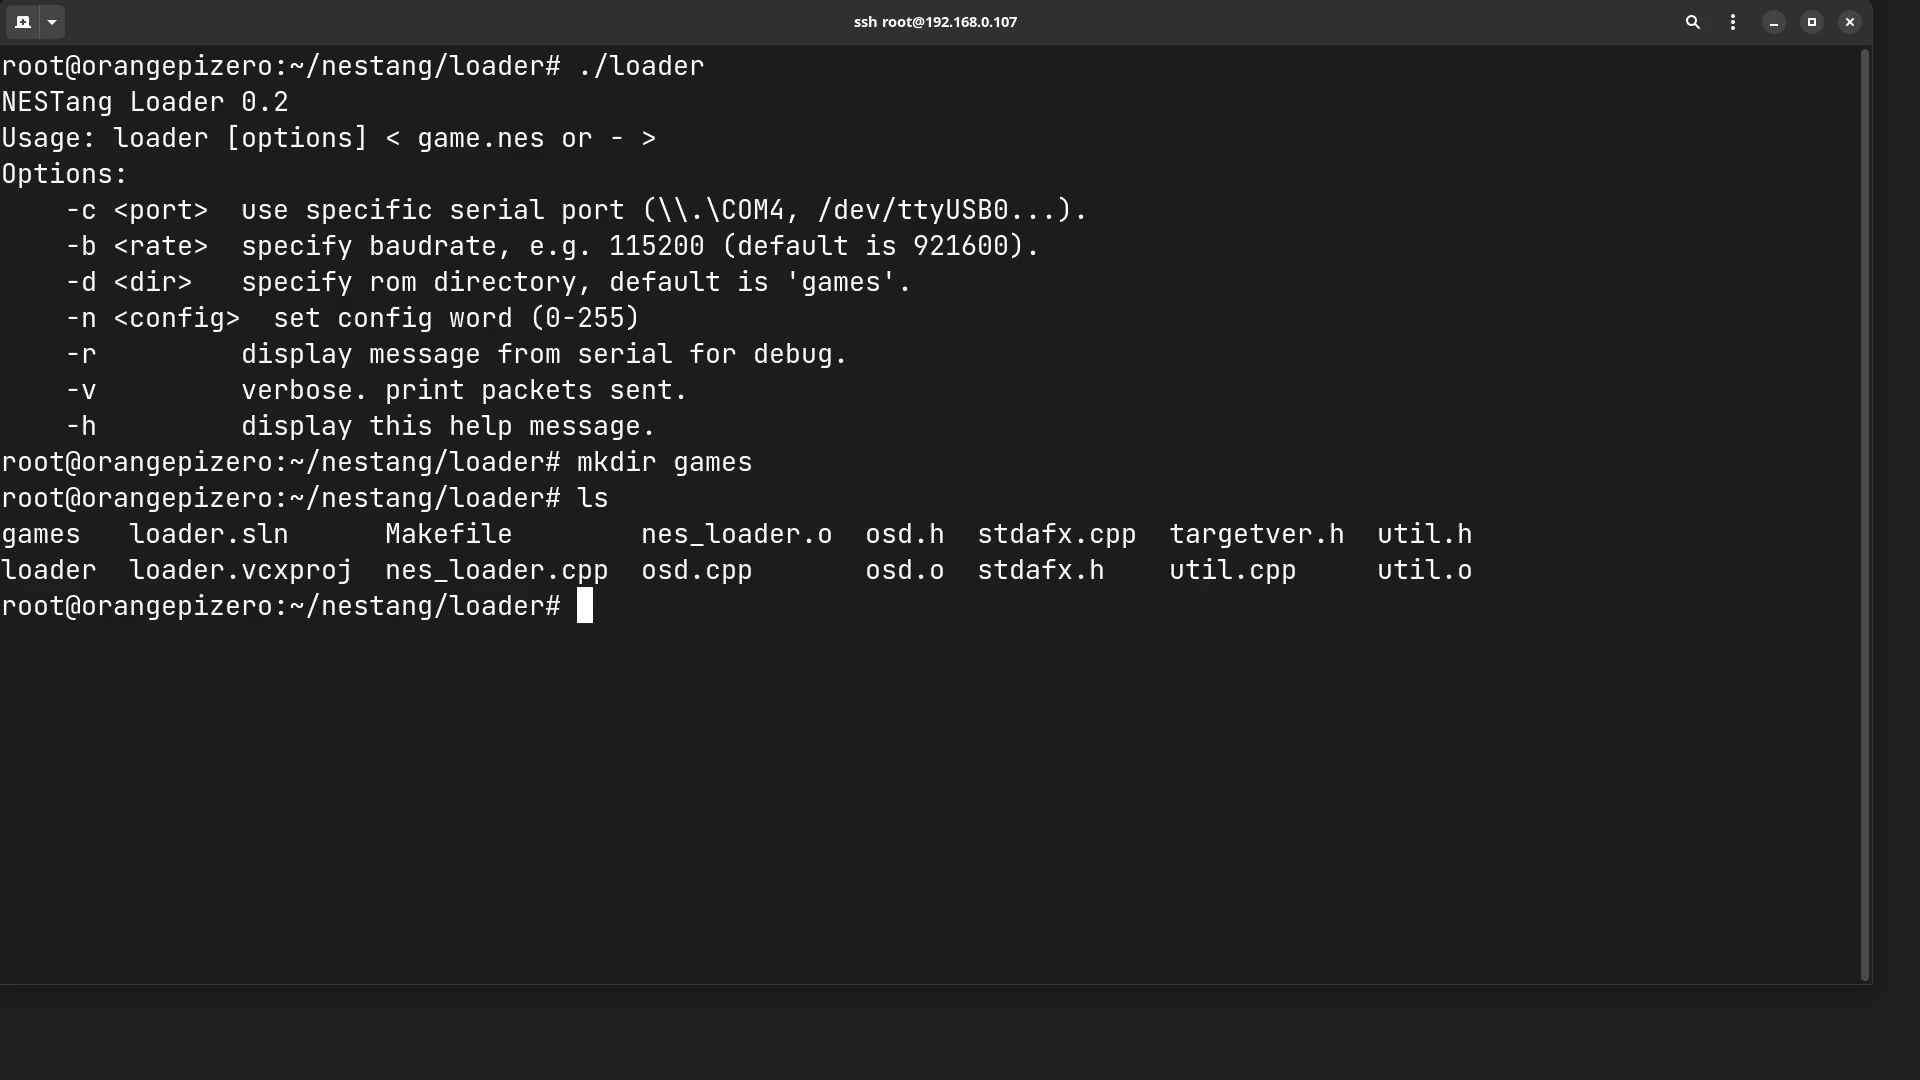 ssh root@192.168.0.107
root@orangepizero:~/nestang/loader# ./loader
NESTang Loader 0.2
Usage: loader [options] < game.nes or - >
Options:
    -c <port>  use specific serial port (\\.\COM4, /dev/ttyUSB0...).
    -b <rate>  specify baudrate, e.g. 115200 (default is 921600).
    -d <dir>   specify rom directory, default is 'games'.
    -n <config>  set config word (0-255)
    -r         display message from serial for debug.
    -v         verbose. print packets sent.
    -h         display this help message.
root@orangepizero:~/nestang/loader# mkdir games
root@orangepizero:~/nestang/loader# ls
games   loader.sln      Makefile        nes_loader.o  osd.h  stdafx.cpp  targetver.h  util.h
loader  loader.vcxproj  nes_loader.cpp  osd.cpp       osd.o  stdafx.h    util.cpp     util.o
root@orangepizero:~/nestang/loader#